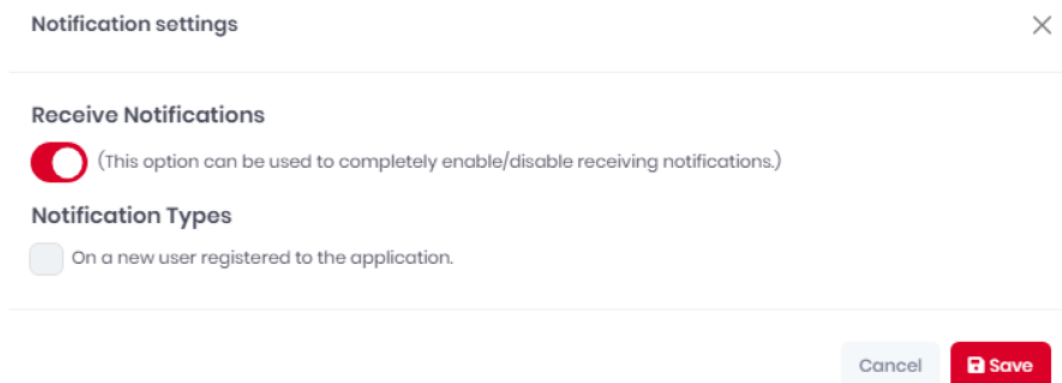 Notification settings
Receive Notifications
(This option can be used to completely enable/disable receiving notifications.)
Notification Types
On a new user registered to the application.
Cancel
Save